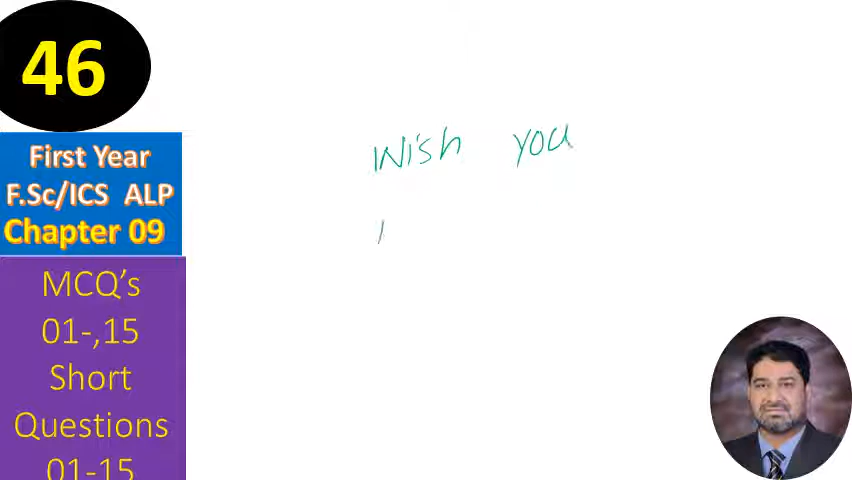 46
First Year
F.Sc/ICS ALP
Chapter 09
MCQ's
01-,15
Short
Questions
01-15
Wish you